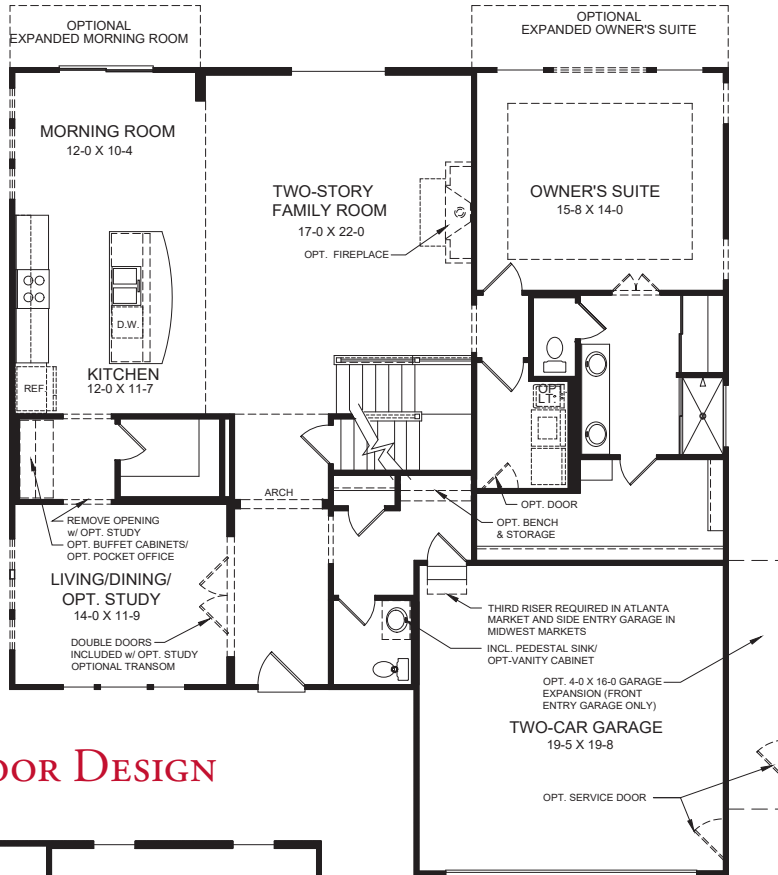 OPTIONAL
EXPANDED MORNING ROOM
OPTIONAL
EXPANDED OWNER'S SUITE
MORNING ROOM
12-0 X 10-4
TWO-STORY
FAMILY ROOM
17-0 X 22-0
OPT. FIREPLACE
OWNER'S SUITE
15-8 X 14-0
D.W.
KITCHEN
12-0 X 11-7
REF
OPT
LT.
ARCH
OPT. DOOR
OPT. BENCH
& STORAGE
REMOVE OPENING
w/ OPT. STUDY
OPT. BUFFET CABINETS/
OPT. POCKET OFFICE
LIVING/DINING/
OPT. STUDY
14-0 X 11-9
DOUBLE DOORS
INCLUDED w/ OPT. STUDY
OPTIONAL TRANSOM
THIRD RISER REQUIRED IN ATLANTA
MARKET AND SIDE ENTRY GARAGE IN
MIDWEST MARKETS
INCL. PEDESTAL SINK/
OPT-VANITY CABINET
OPT. 4-0 X 16-0 GARAGE
EXPANSION (FRONT
ENTRY GARAGE ONLY)
TWO-CAR GARAGE
19-5 X 19-8
OPT. SERVICE DOOR
OOR DESIGN